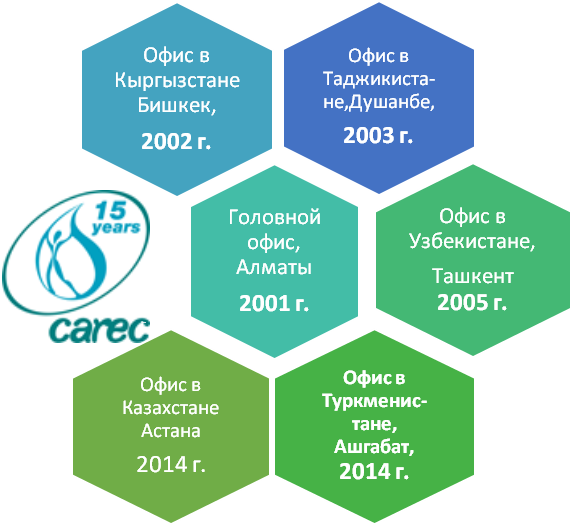 Офис в
Кыргызстане
Бишкек,
2002 г.
Офис в
Таджикиста-
не,Душанбе,
2003 г.
15
years
carec
Головной
офис,
Алматы
2001 г.
Офис в
Узбекистане,
Ташкент
2005 г.
Офис в
Казахстане
Астана
2014 г.
Офис в
Туркменис-
тане,
Ашгабат,
2014 г.